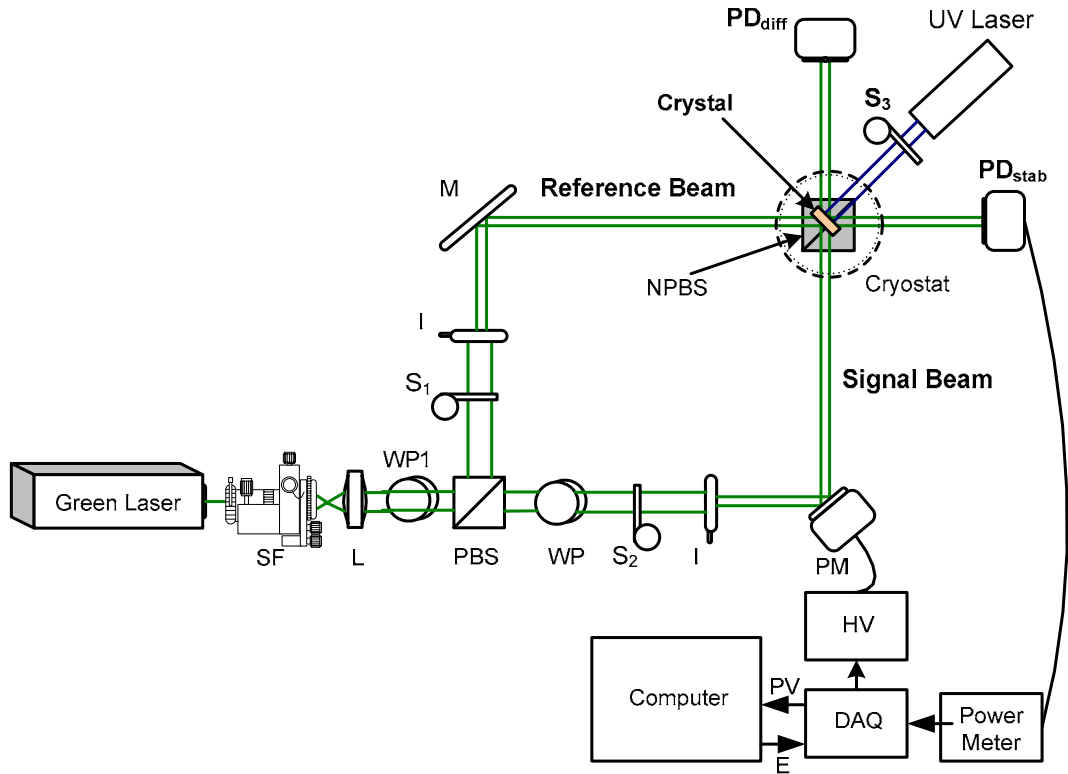 PDdiff
UV Laser
Crystal
S3
M
Reference Beam
PDstab
NPBS
Cryostat
I
S1
Signal Beam
WP1
Green Laser
SF
L
PBS
WP
S2
I
PM
HV
Computer
PV
DAQ
Power
Meter
E